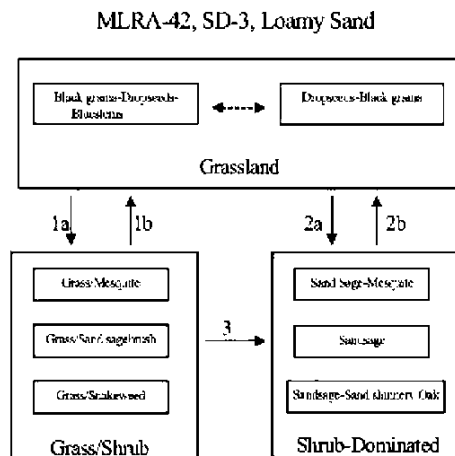 MLRA-42, SD-3, Loamy Sand
Black grama-Dropseeds-
Bluestems
Dropseeds-Black grama
Grassland
1a
1b
2a
2b
Grass/Mesquite
Sand Sage-Mesquite
Grass/Sand sagebrush
3
Sandsage
Grass/Snakeweed
Sandsage-Sand shinnery Oak
Grass/Shrub
Shrub-Dominated